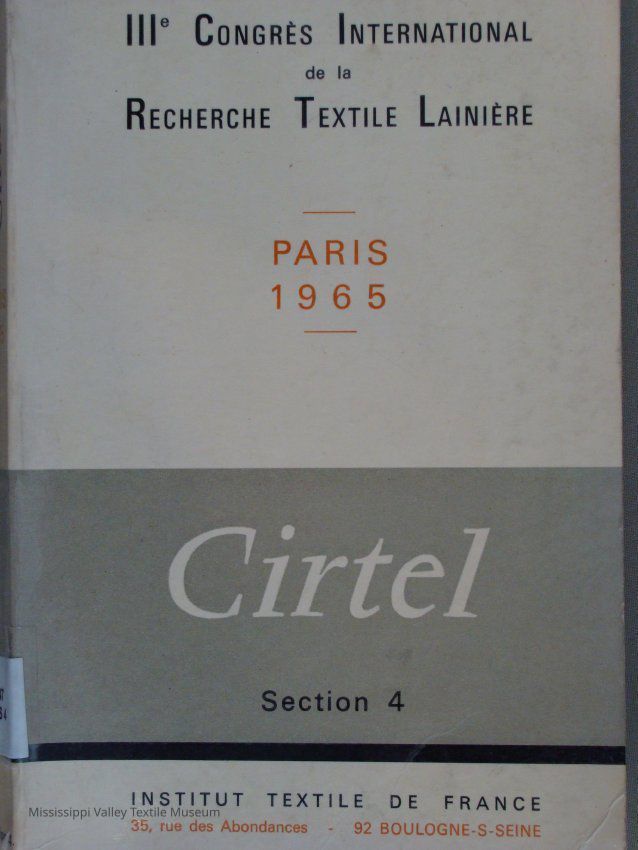 IIIe CONGRÈS INTERNATIONAL
de la
RECHERCHE TEXTILE LAINIÈRE
PARIS
1965
Cirtel
Section 4
INSTITUT TEXTILE DE FRANCE
Mississippi Valley Textile Museum
35, rue des Abondances - 92 BOULOGNE-S-SEINE